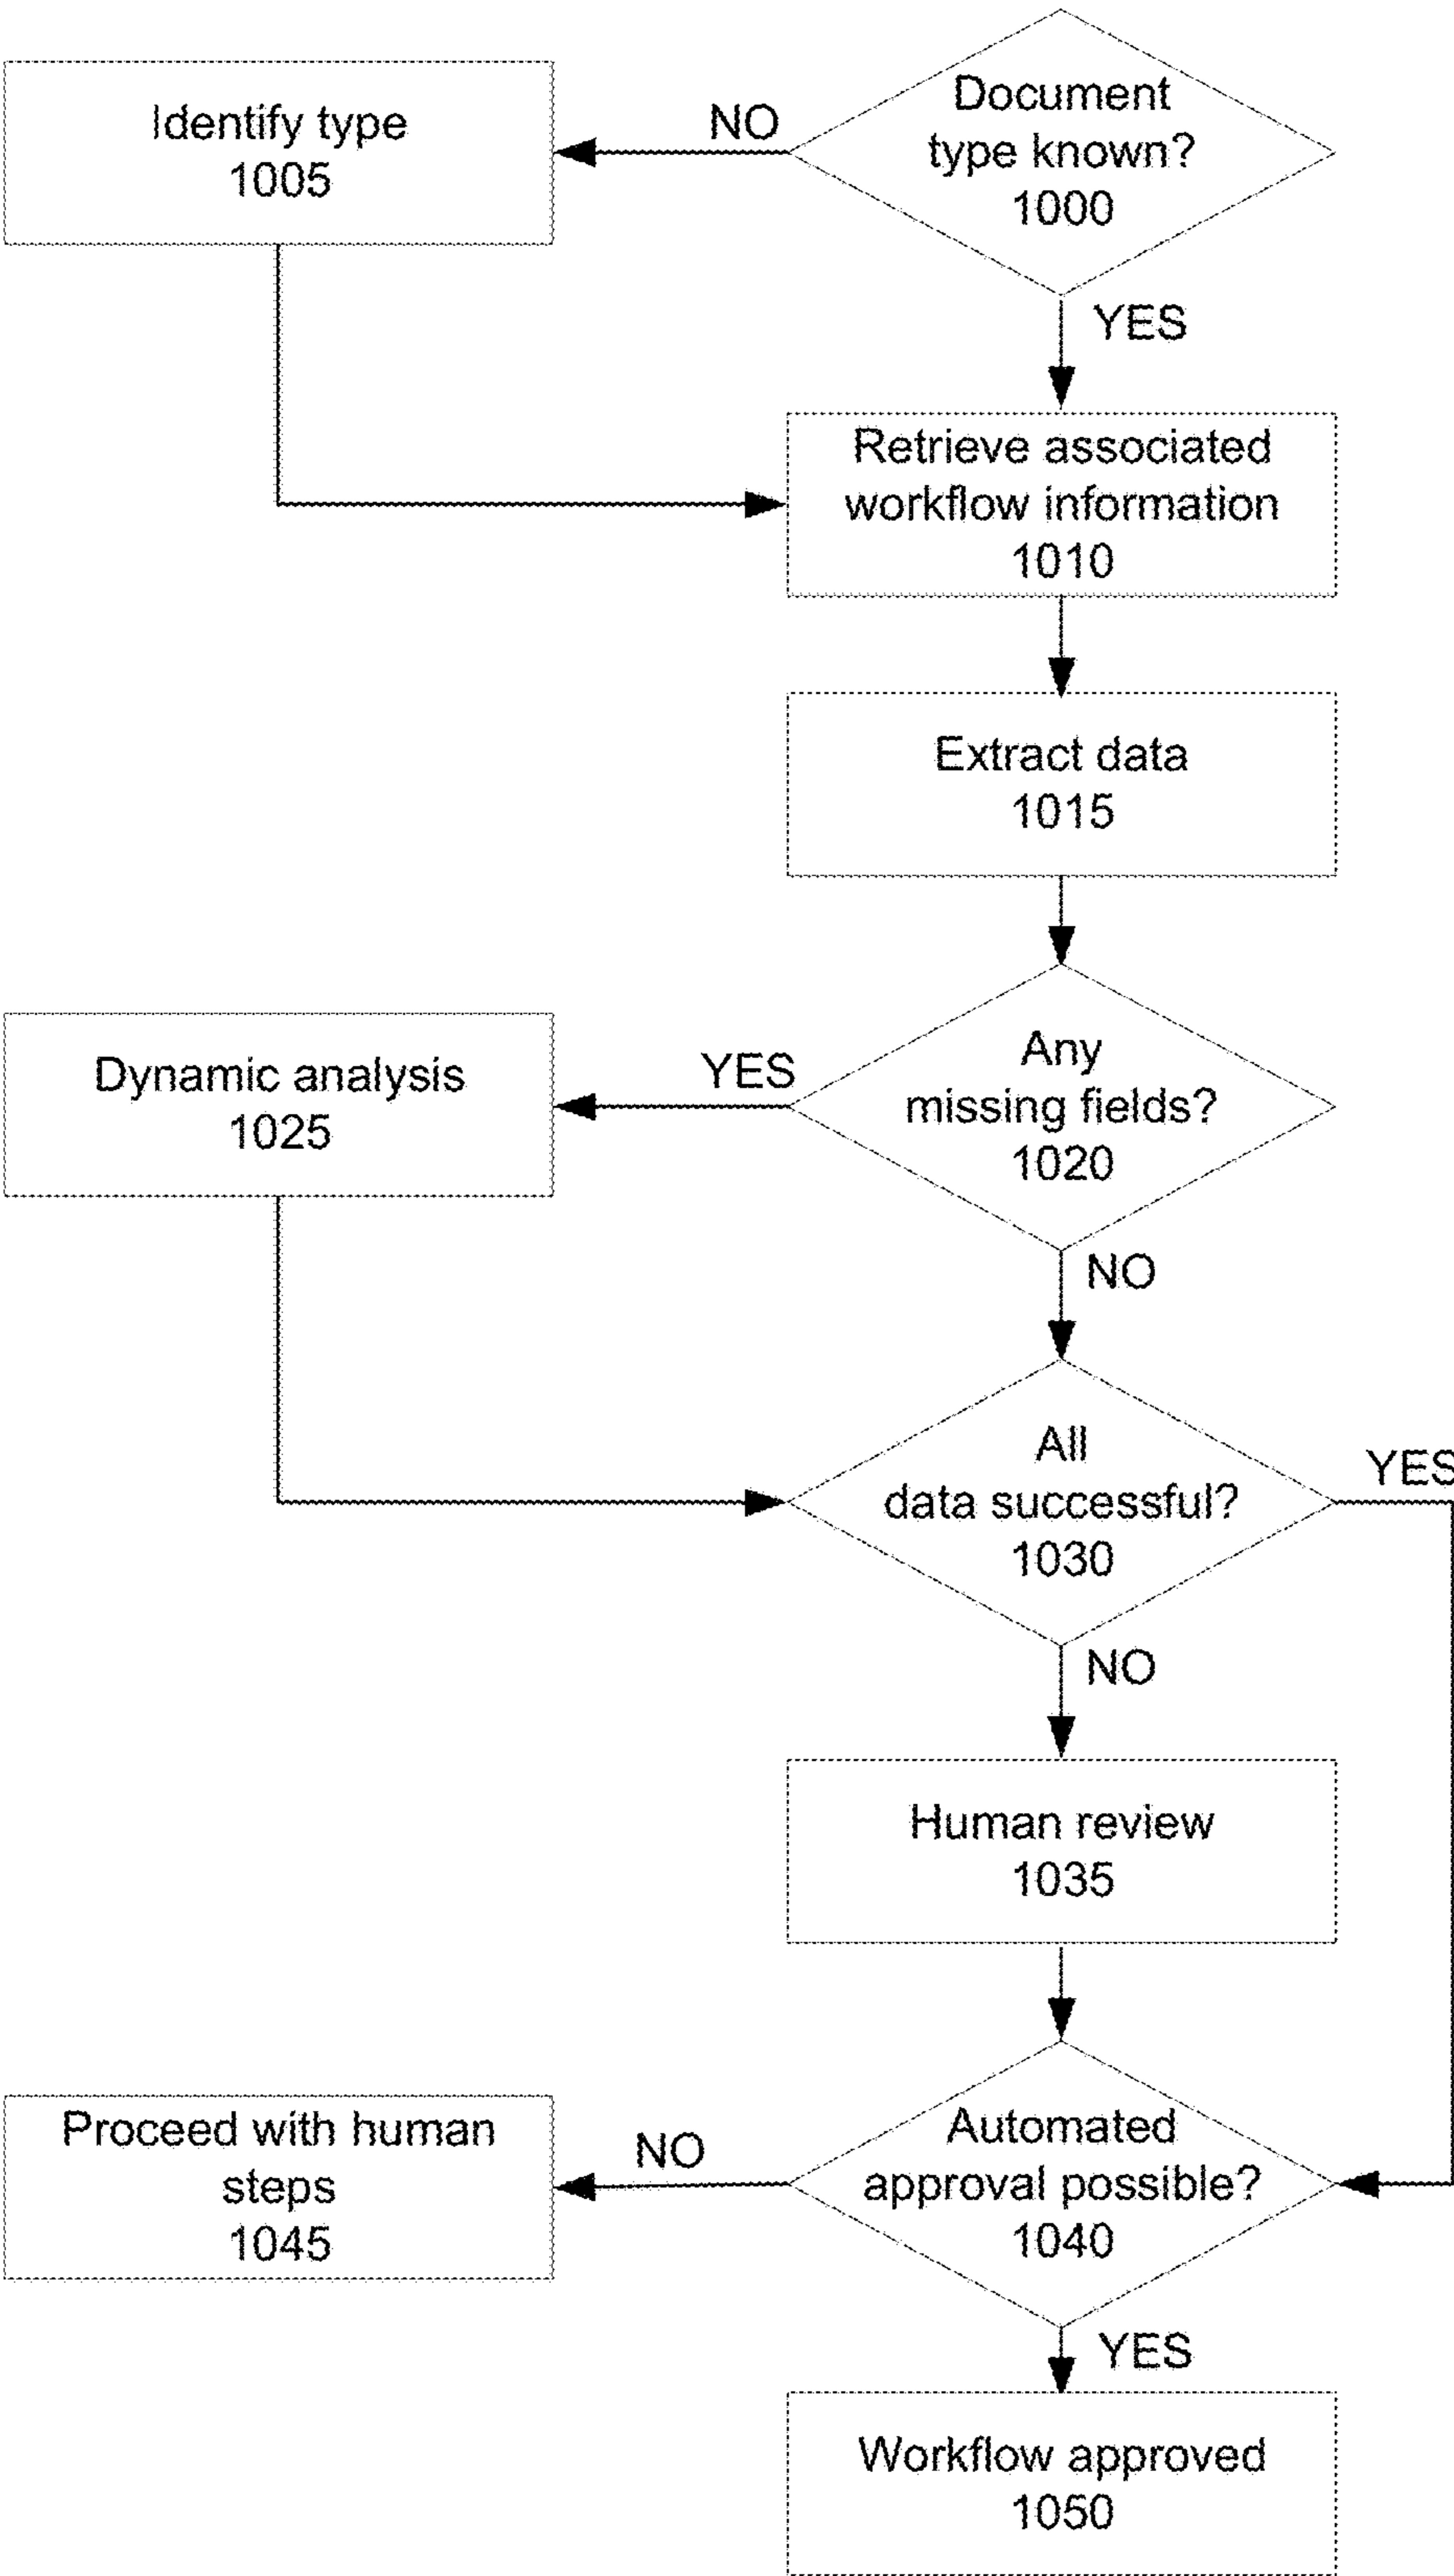 Document
type known?
1000
NO
Identify type
1005
YES
Retrieve associated
workflow information
1010
Extract data
1015
Any
missing fields?
1020
YES
Dynamic analysis
1025
NO
All
data successful?
1030
YES
NO
Human review
1035
Automated
approval possible?
1040
NO
Proceed with human
steps
1045
YES
Workflow approved
1050